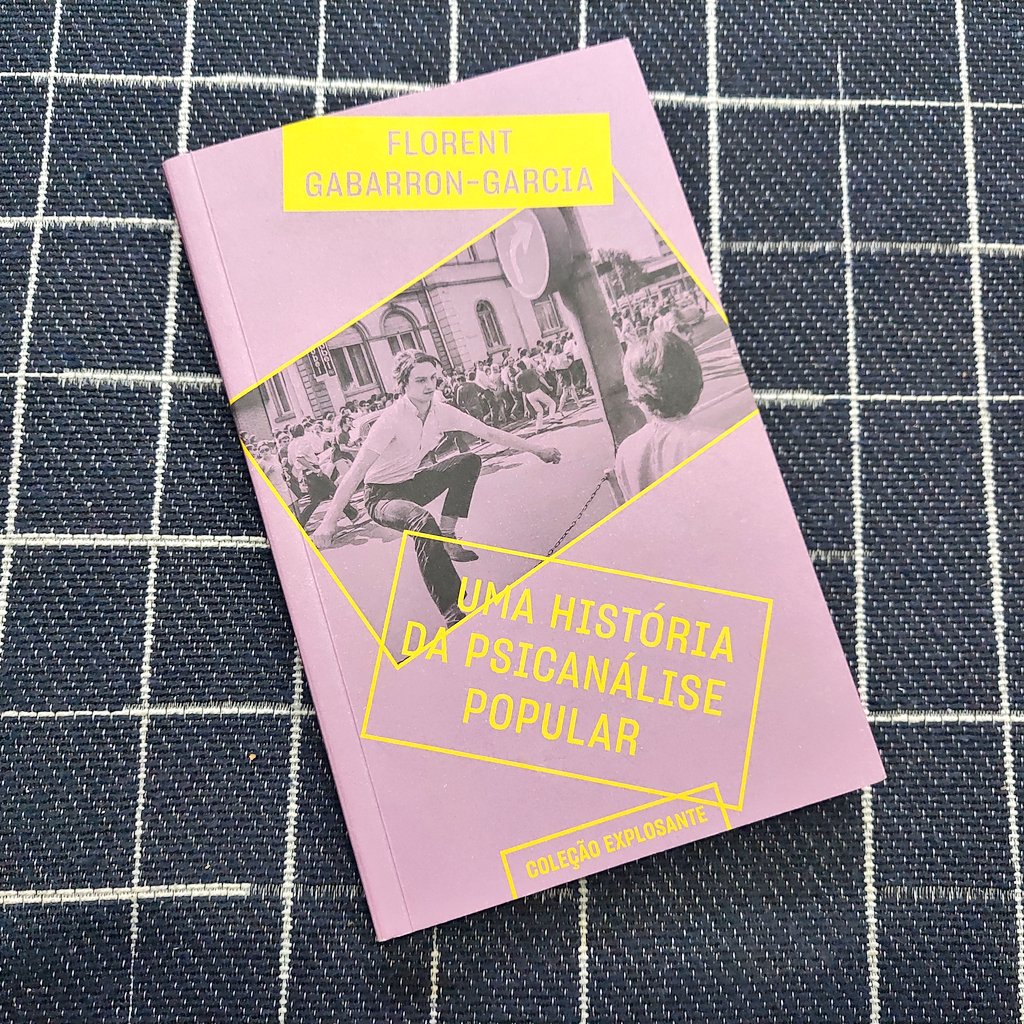 FLORENT
GABARRON-GARCIA
UMA HISTÓRIA
DA PSICANÁLISE
POPULAR
COLEÇÃO EXPLOSANTE